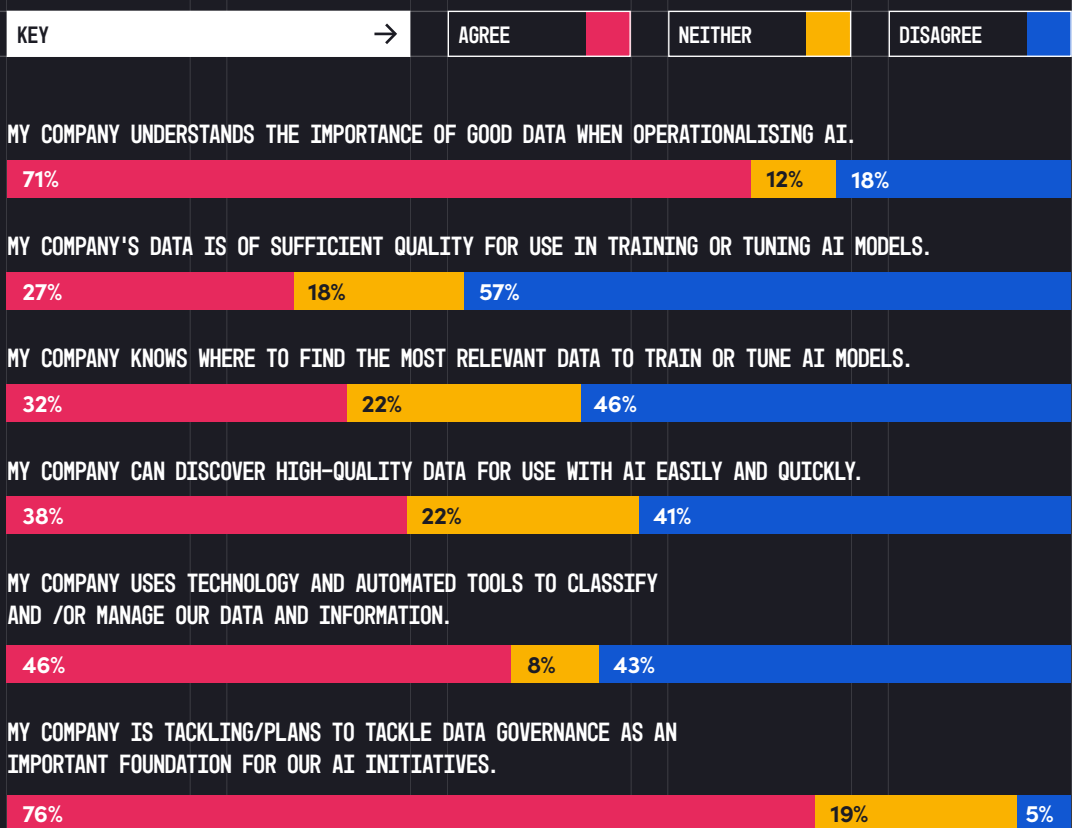 KEY → AGREE NEITHER DISAGREE
MY COMPANY UNDERSTANDS THE IMPORTANCE OF GOOD DATA WHEN OPERATIONALISING AI.
71% 12% 18%
MY COMPANY'S DATA IS OF SUFFICIENT QUALITY FOR USE IN TRAINING OR TUNING AI MODELS.
27% 18% 57%
MY COMPANY KNOWS WHERE TO FIND THE MOST RELEVANT DATA TO TRAIN OR TUNE AI MODELS.
32% 22% 46%
MY COMPANY CAN DISCOVER HIGH-QUALITY DATA FOR USE WITH AI EASILY AND QUICKLY.
38% 22% 41%
MY COMPANY USES TECHNOLOGY AND AUTOMATED TOOLS TO CLASSIFY
AND /OR MANAGE OUR DATA AND INFORMATION.
46% 8% 43%
MY COMPANY IS TACKLING/PLANS TO TACKLE DATA GOVERNANCE AS AN
IMPORTANT FOUNDATION FOR OUR AI INITIATIVES.
76% 19% 5%